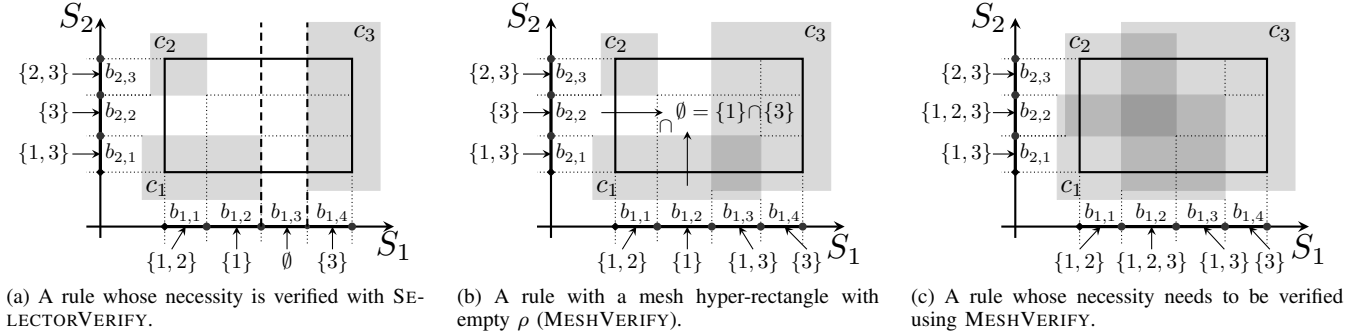 S₂
c₂
c₃
{2, 3}
b₂,₃
{3}
b₂,₂
{1, 3}
b₂,₁
c₁
b₁,₁ b₁,₂ b₁,₃ b₁,₄
S₁
{1, 2} {1} ∅ {3}
(a) A rule whose necessity is verified with SE-
LECTORVERIFY.
S₂
c₂
c₃
{2, 3}
b₂,₃
{3}
b₂,₂
∅ = {1}∩{3}
∩
{1, 3}
b₂,₁
c₁
b₁,₁ b₁,₂ b₁,₃ b₁,₄
S₁
{1, 2} {1} {1, 3} {3}
(b) A rule with a mesh hyper-rectangle with
empty ρ (MESHVERIFY).
S₂
c₂
c₃
{2, 3}
b₂,₃
{1, 2, 3}
b₂,₂
{1, 3}
b₂,₁
c₁
b₁,₁ b₁,₂ b₁,₃ b₁,₄
S₁
{1, 2} {1, 2, 3} {1, 3} {3}
(c) A rule whose necessity needs to be verified
using MESHVERIFY.